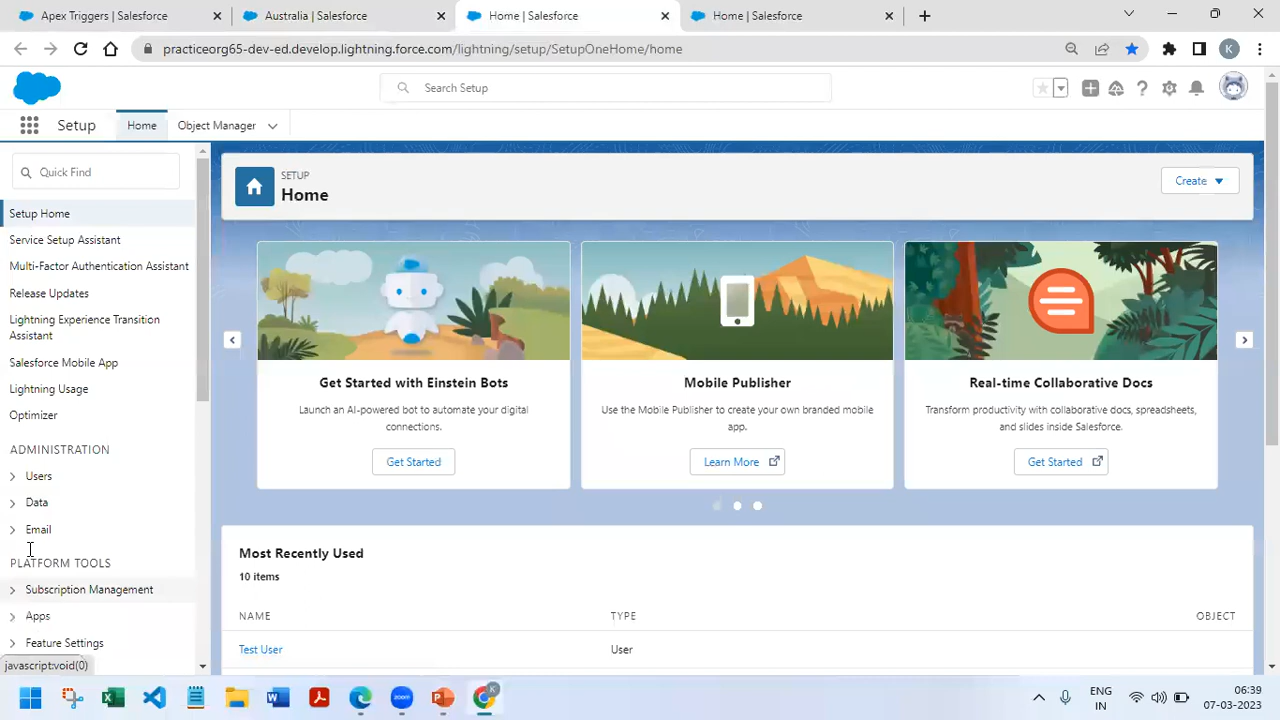 Apex Triggers | Salesforce
Australia | Salesforce
Home | Salesforce
Home | Salesforce
practiceorg65-dev-ed.develop.lightning.force.com/lightning/setup/SetupOneHome/home
K
Search Setup
Setup
Home
Object Manager
Quick Find
Setup Home
Service Setup Assistant
Multi-Factor Authentication Assistant
Release Updates
Lightning Experience Transition
Assistant
Salesforce Mobile App
Lightning Usage
Optimizer
ADMINISTRATION
Users
Data
Email
PLATFORM TOOLS
Subscription Management
Apps
Feature Settings
javascript:void(0)
SETUP
Home
Create
Get Started with Einstein Bots
Launch an AI-powered bot to automate your digital
connections.
Get Started
Mobile Publisher
Use the Mobile Publisher to create your own branded mobile
app.
Learn More
Real-time Collaborative Docs
Transform productivity with collaborative docs, spreadsheets,
and slides inside Salesforce.
Get Started
Most Recently Used
10 items
NAME
TYPE
OBJECT
Test User
User
zoom
K
ENG
IN
06:39
07-03-2023